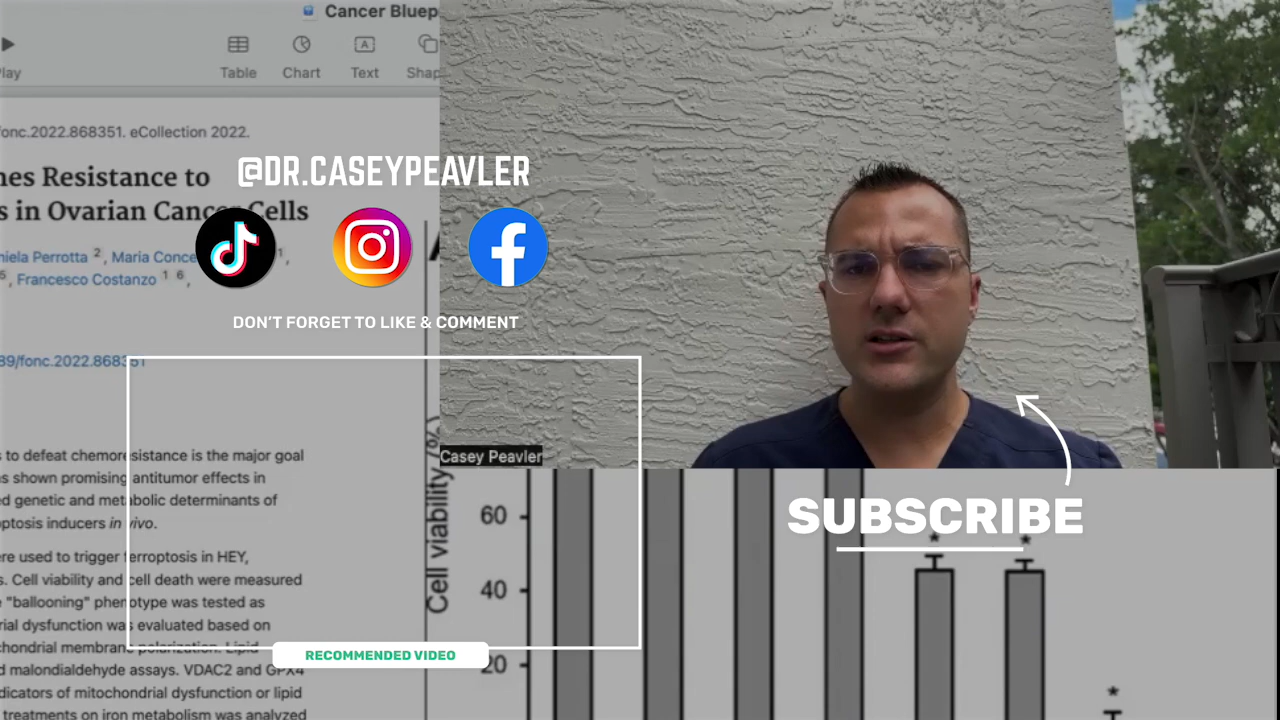 Cancer Bluep
Play
Table
Chart
Text
Shap
fonc.2022.868351. eCollection 2022.
@DR.CASEYPEAVLER
nes Resistance to
s in Ovarian Cancer Cells
niela Perrotta 2, Maria Conce 1,
5, Francesco Costanzo 1 6,
DON'T FORGET TO LIKE & COMMENT
89/fonc.2022.868351
s to defeat chemoresistance is the major goal
s shown promising antitumor effects in
d genetic and metabolic determinants of
optosis inducers in vivo.
re used to trigger ferroptosis in HEY,
s. Cell viability and cell death were measured
e "ballooning" phenotype was tested as
rial dysfunction was evaluated based on
chondrial membrane polarization. Lipid
d malondialdehyde assays. VDAC2 and GPX4
dicators of mitochondrial dysfunction or lipid
treatments on iron metabolism was analyzed
RECOMMENDED VIDEO
Casey Peavler
Cell viability (%)
60
40
20
SUBSCRIBE
* *
*